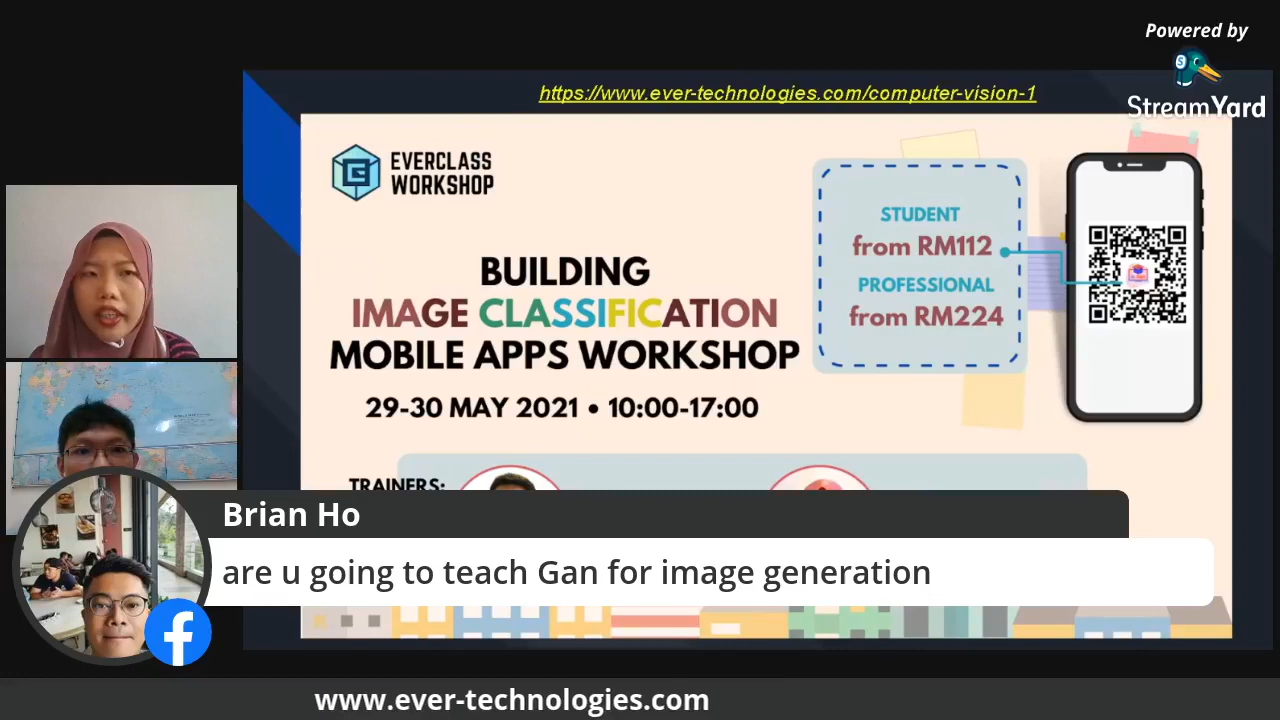 Powered by
StreamYard
https://www.ever-technologies.com/computer-vision-1
EVERCLASS
WORKSHOP
BUILDING
IMAGE CLASSIFICATION
MOBILE APPS WORKSHOP
29-30 MAY 2021 • 10:00-17:00
STUDENT
from RM112
PROFESSIONAL
from RM224
TRAINERS:
Brian Ho
are u going to teach Gan for image generation
www.ever-technologies.com